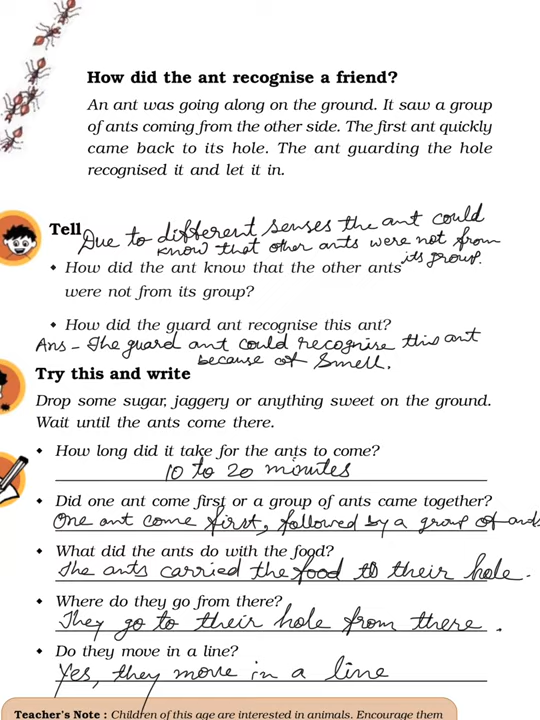 How did the ant recognise a friend?
An ant was going along on the ground. It saw a group
of ants coming from the other side. The first ant quickly
came back to its hole. The ant guarding the hole
recognised it and let it in.
Tell
Due to different senses the ant could
know that other ants were not from
its group.
• How did the ant know that the other ants
were not from its group?
• How did the guard ant recognise this ant?
Ans - The guard ant could recognise this ant
because of smell.
Try this and write
Drop some sugar, jaggery or anything sweet on the ground.
Wait until the ants come there.
• How long did it take for the ants to come?
10 to 20 minutes
• Did one ant come first or a group of ants came together?
One ant come first, followed by a group of ants
• What did the ants do with the food?
The ants carried the food to their hole.
• Where do they go from there?
They go to their hole from there.
• Do they move in a line?
Yes, they move in a line
Teacher's Note : Children of this age are interested in animals. Encourage them